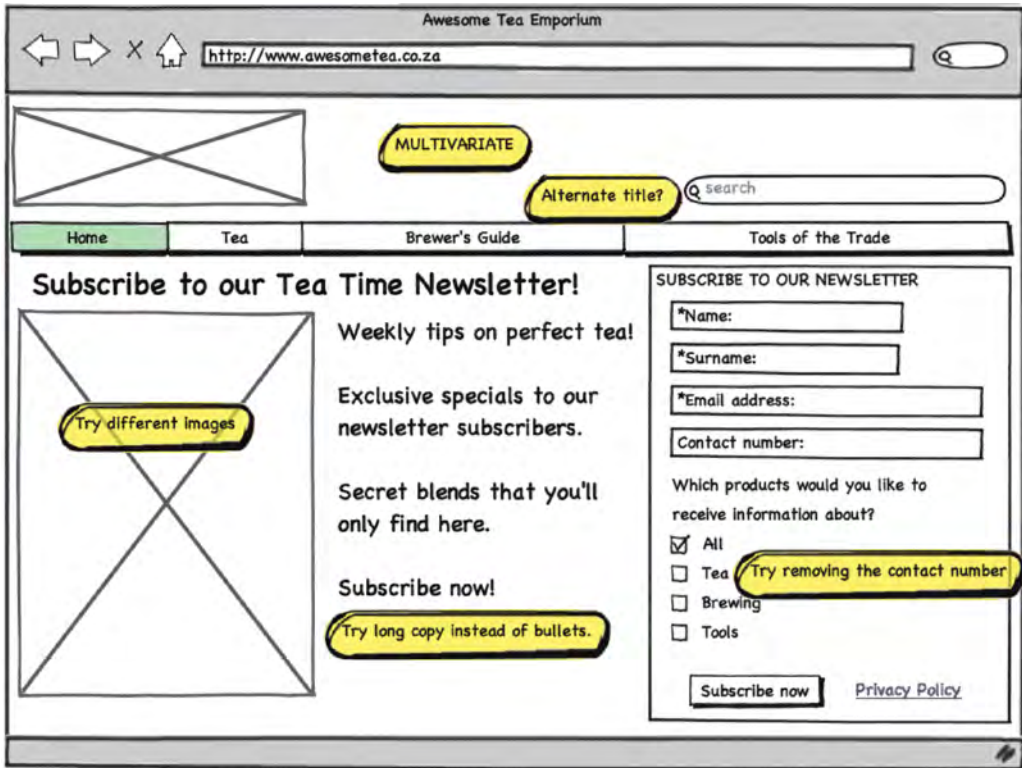 Awesome Tea Emporium
http://www.awesometea.co.za
MULTIVARIATE
Alternate title?
search
Home
Tea
Brewer's Guide
Tools of the Trade
Subscribe to our Tea Time Newsletter!
Try different images
Weekly tips on perfect tea!
Exclusive specials to our
newsletter subscribers.
Secret blends that you'll
only find here.
Subscribe now!
Try long copy instead of bullets.
SUBSCRIBE TO OUR NEWSLETTER
*Name:
*Surname:
*Email address:
Contact number:
Which products would you like to
receive information about?
All
Tea
Try removing the contact number
Brewing
Tools
Subscribe now
Privacy Policy